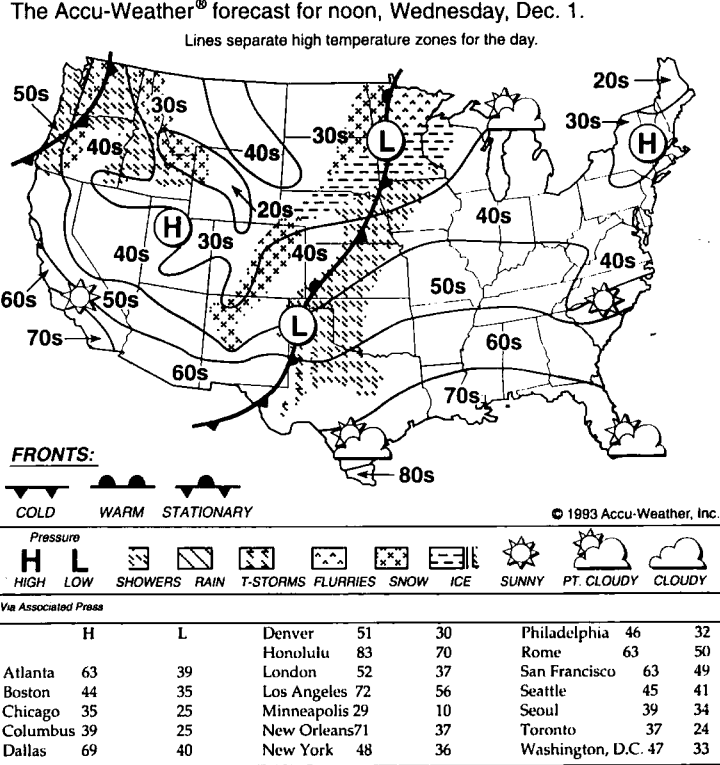 The Accu-Weather® forecast for noon, Wednesday, Dec. 1.
Lines separate high temperature zones for the day.
20s
50s
30s
30s
30s
H
40s
40s
L
20s
40s
H
30s
40s
40s
40s
60s
50s
50s
L
70s
60s
60s
70s
80s
FRONTS:
COLD WARM STATIONARY
© 1993 Accu-Weather, Inc.
Pressure
H L
HIGH LOW SHOWERS RAIN T-STORMS FLURRIES SNOW ICE SUNNY PT. CLOUDY CLOUDY
Via Associated Press
H L Denver 51 30 Philadelphia 46 32
Honolulu 83 70 Rome 63 50
Atlanta 63 39 London 52 37 San Francisco 63 49
Boston 44 35 Los Angeles 72 56 Seattle 45 41
Chicago 35 25 Minneapolis 29 10 Seoul 39 34
Columbus 39 25 New Orleans71 37 Toronto 37 24
Dallas 69 40 New York 48 36 Washington, D.C. 47 33